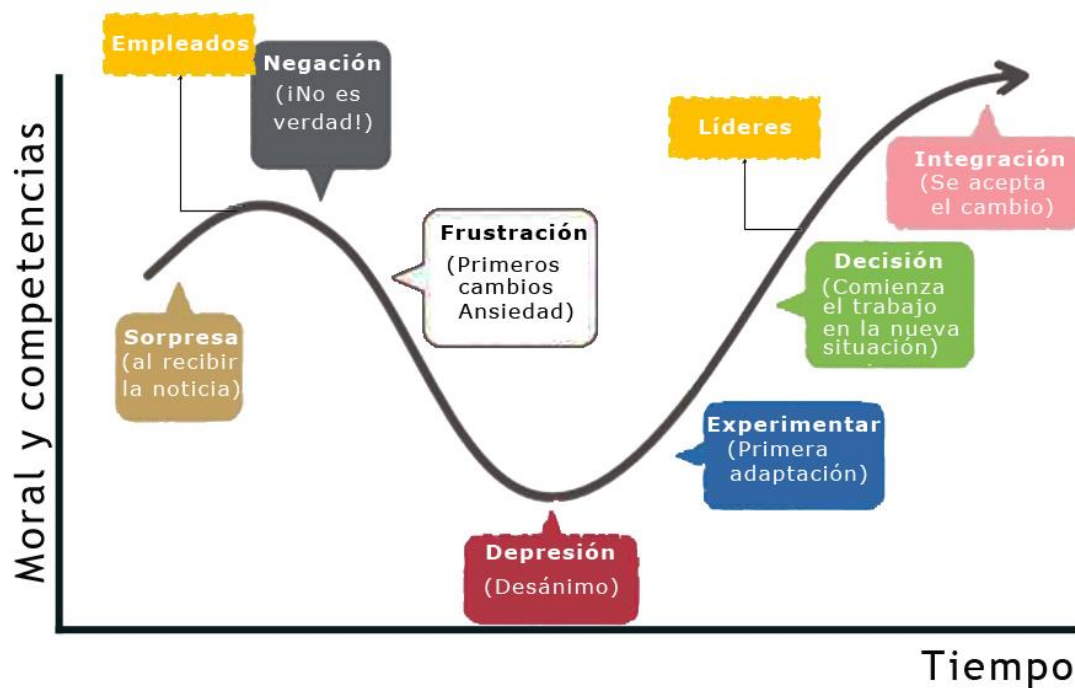 Moral y competencias
Empleados
Negación
(¡No es
verdad!)
Sorpresa
(al recibir
la noticia)
Frustración
(Primeros
cambios
Ansiedad)
Depresión
(Desánimo)
Experimentar
(Primera
adaptación)
Líderes
Decisión
(Comienza
el trabajo
en la nueva
situación)
Integración
(Se acepta
el cambio)
Tiempo